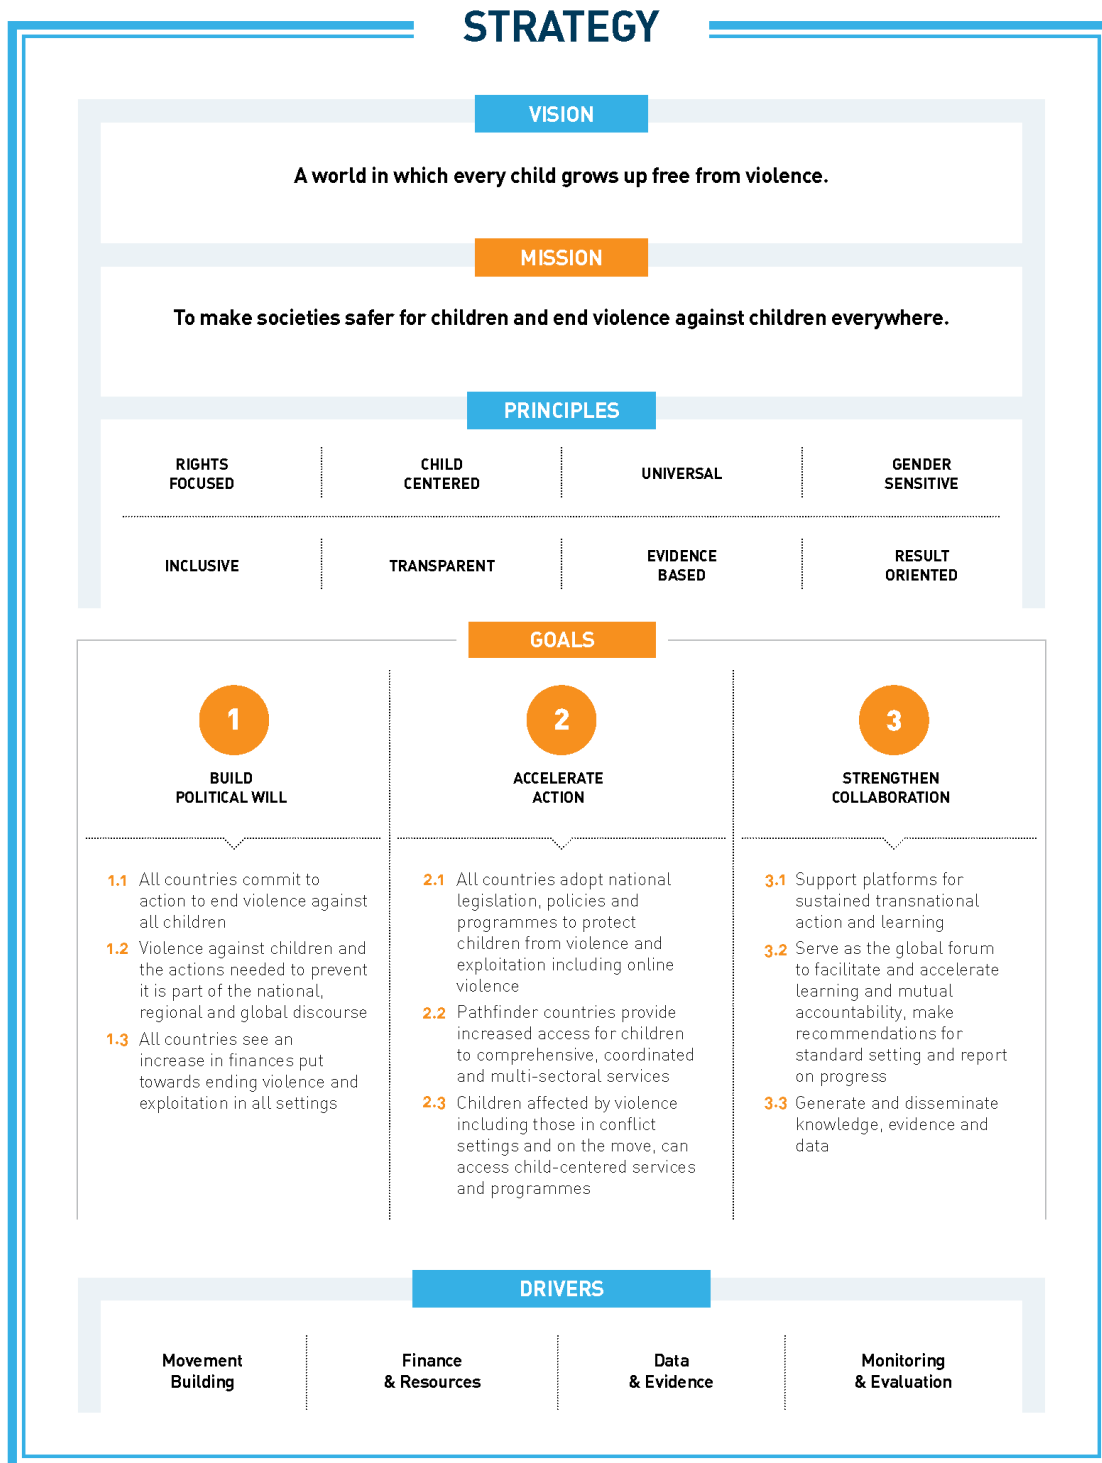 STRATEGY
VISION
A world in which every child grows up free from violence.
MISSION
To make societies safer for children and end violence against children everywhere.
PRINCIPLES
RIGHTS
FOCUSED
CHILD
CENTERED
UNIVERSAL
GENDER
SENSITIVE
INCLUSIVE
TRANSPARENT
EVIDENCE
BASED
RESULT
ORIENTED
GOALS
1
BUILD
POLITICAL WILL
1.1 All countries commit to
action to end violence against
all children
1.2 Violence against children and
the actions needed to prevent
it is part of the national,
regional and global discourse
1.3 All countries see an
increase in finances put
towards ending violence and
exploitation in all settings
2
ACCELERATE
ACTION
2.1 All countries adopt national
legislation, policies and
programmes to protect
children from violence and
exploitation including online
violence
2.2 Pathfinder countries provide
increased access for children
to comprehensive, coordinated
and multi-sectoral services
2.3 Children affected by violence
including those in conflict
settings and on the move, can
access child-centered services
and programmes
3
STRENGTHEN
COLLABORATION
3.1 Support platforms for
sustained transnational
action and learning
3.2 Serve as the global forum
to facilitate and accelerate
learning and mutual
accountability, make
recommendations for
standard setting and report
on progress
3.3 Generate and disseminate
knowledge, evidence and
data
DRIVERS
Movement
Building
Finance
& Resources
Data
& Evidence
Monitoring
& Evaluation